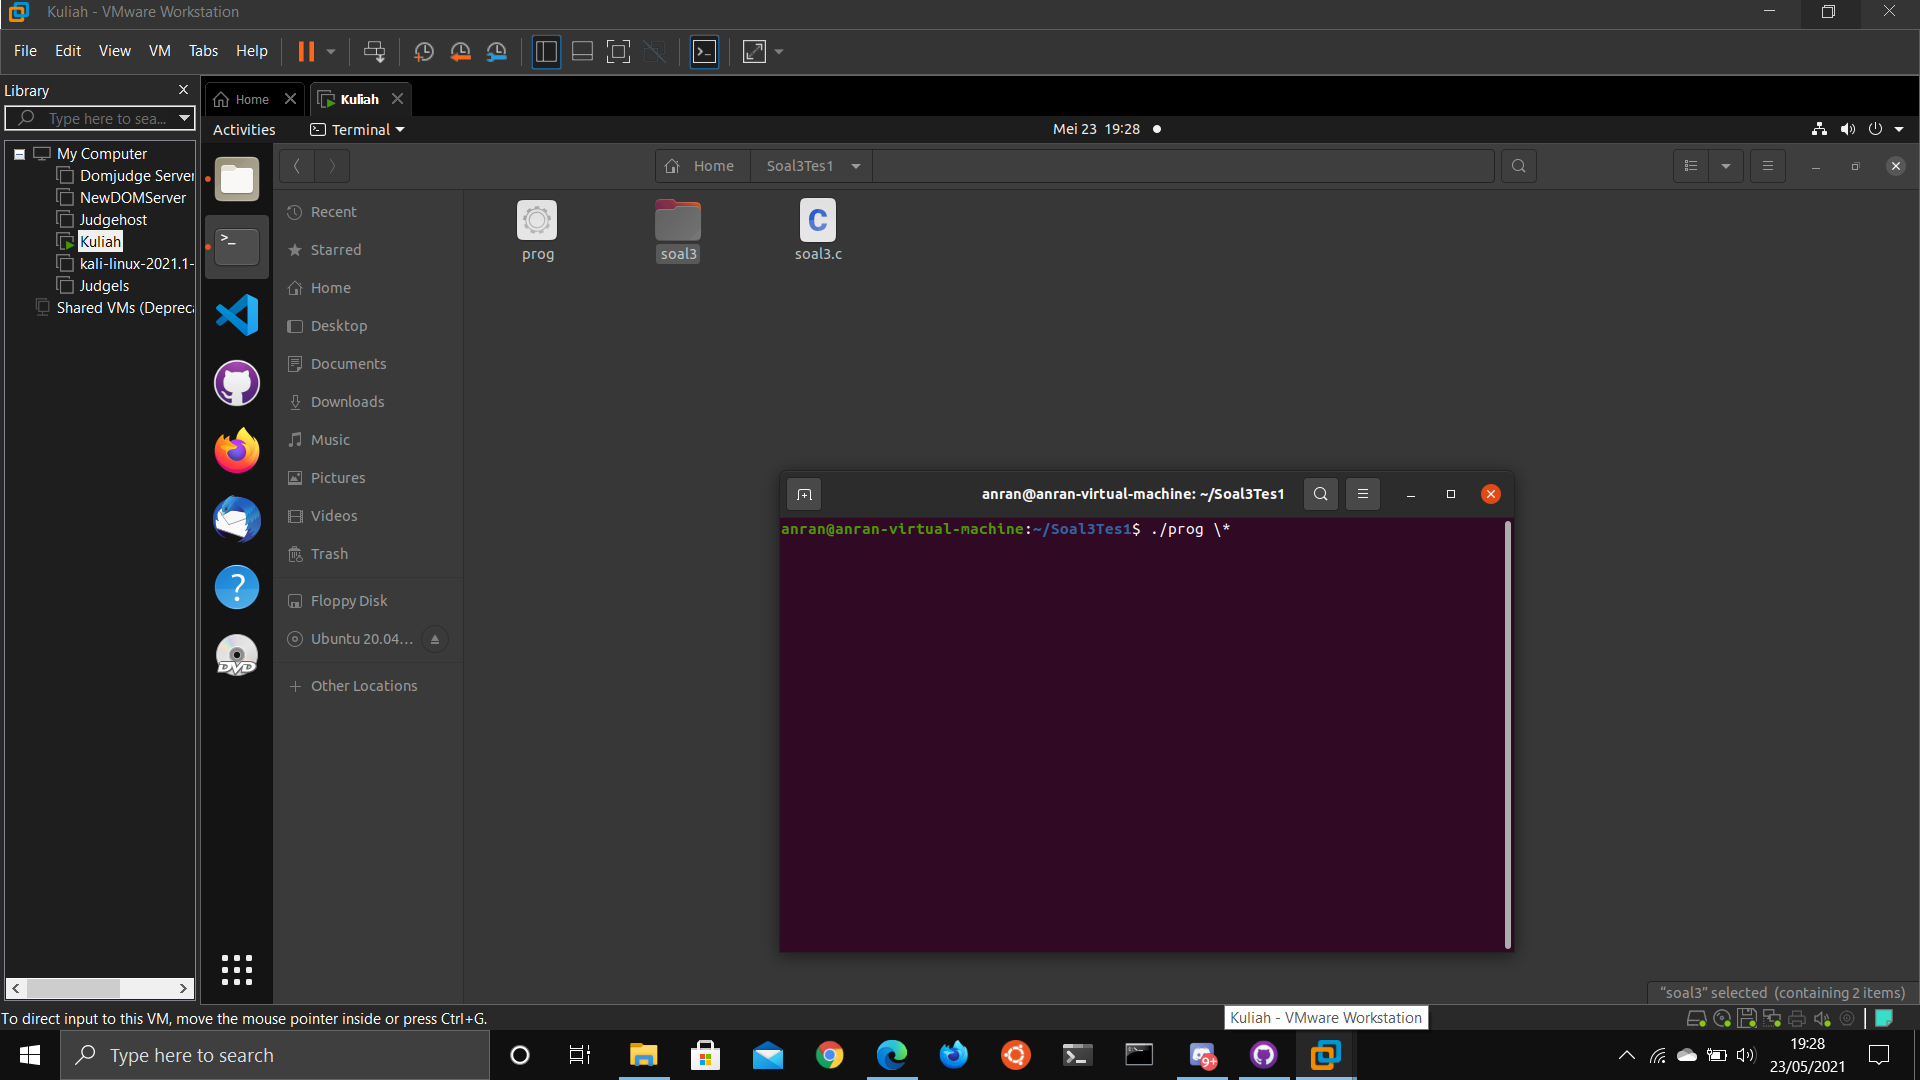 Kuliah - VMware Workstation
File Edit View VM Tabs Help
Library
Type here to sea...
My Computer
Domjudge Server
NewDOMServer
Judgehost
Kuliah
kali-linux-2021.1-
Judgels
Shared VMs (Depreca
Home
Kuliah
Activities
Terminal
Mei 23 19:28
Home
Soal3Tes1
Recent
Starred
Home
Desktop
Documents
Downloads
Music
Pictures
Videos
Trash
Floppy Disk
Ubuntu 20.04...
Other Locations
prog
soal3
C
soal3.c
DVD
anran@anran-virtual-machine: ~/Soal3Tes1
anran@anran-virtual-machine:~/Soal3Tes1$ ./prog \*
"soal3" selected (containing 2 items)
To direct input to this VM, move the mouse pointer inside or press Ctrl+G.
Kuliah - VMware Workstation
Type here to search
9+
19:28
23/05/2021